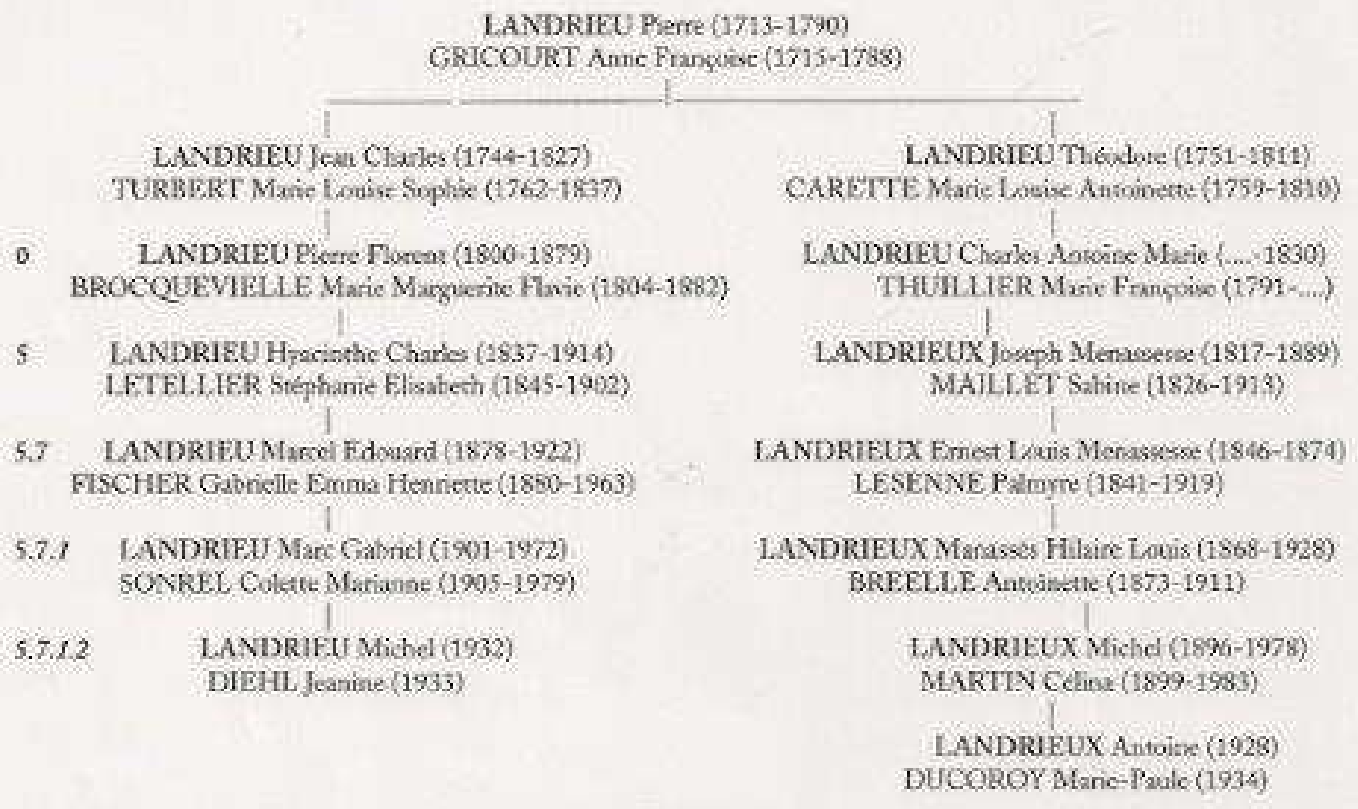 LANDRIEU Pierre (1713-1790)
GRICOURT Anne Françoise (1715-1788)
LANDRIEU Jean Charles (1744-1827)
TURBERT Marie Louise Sophie (1762-1837)
0 LANDRIEU Pierre Florent (1800-1879)
BROCQUEVIELLE Marie Marguerite Flavie (1804-1882)
5 LANDRIEU Hyacinthe Charles (1837-1914)
LETELLIER Stéphanie Elisabeth (1845-1902)
5.7 LANDRIEU Marcel Edouard (1878-1922)
FISCHER Gabrielle Emma Henriette (1880-1963)
5.7.1 LANDRIEU Marc Gabriel (1901-1972)
SONREL Colette Marianne (1905-1979)
5.7.1.2 LANDRIEU Michel (1932)
DIEHL Jeanine (1933)
LANDRIEU Théodore (1751-1811)
CARETTE Marie Louise Antoinette (1759-1810)
LANDRIEU Charles Antoine Marie (....-1830)
THUILLIER Marie Françoise (1791-....)
LANDRIEUX Joseph Menassesse (1817-1889)
MAILLET Sabine (1826-1913)
LANDRIEUX Ernest Louis Menassesse (1846-1874)
LESENNE Palmyre (1841-1919)
LANDRIEUX Manassès Hilaire Louis (1868-1928)
BREELLE Antoinette (1873-1911)
LANDRIEUX Michel (1896-1978)
MARTIN Célina (1899-1983)
LANDRIEUX Antoine (1928)
DUCOROY Marie-Paule (1934)